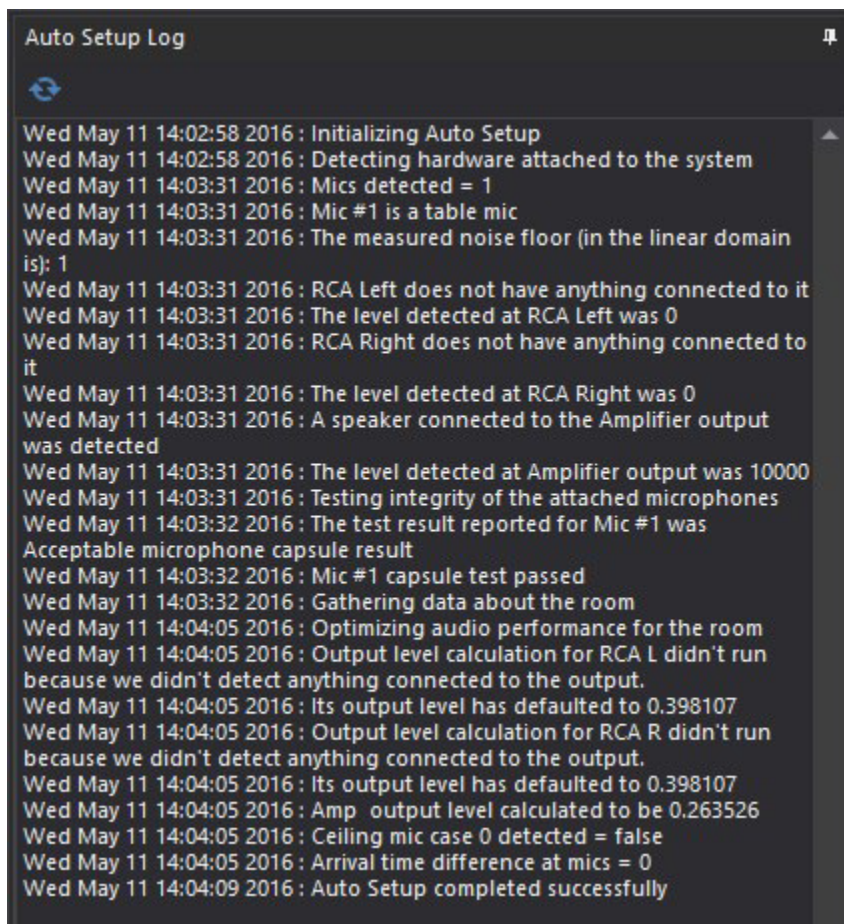 Auto Setup Log
Wed May 11 14:02:58 2016 : Initializing Auto Setup
Wed May 11 14:02:58 2016 : Detecting hardware attached to the system
Wed May 11 14:03:31 2016 : Mics detected = 1
Wed May 11 14:03:31 2016 : Mic #1 is a table mic
Wed May 11 14:03:31 2016 : The measured noise floor (in the linear domain
is): 1
Wed May 11 14:03:31 2016 : RCA Left does not have anything connected to it
Wed May 11 14:03:31 2016 : The level detected at RCA Left was 0
Wed May 11 14:03:31 2016 : RCA Right does not have anything connected to
it
Wed May 11 14:03:31 2016 : The level detected at RCA Right was 0
Wed May 11 14:03:31 2016 : A speaker connected to the Amplifier output
was detected
Wed May 11 14:03:31 2016 : The level detected at Amplifier output was 10000
Wed May 11 14:03:31 2016 : Testing integrity of the attached microphones
Wed May 11 14:03:32 2016 : The test result reported for Mic #1 was
Acceptable microphone capsule result
Wed May 11 14:03:32 2016 : Mic #1 capsule test passed
Wed May 11 14:03:32 2016 : Gathering data about the room
Wed May 11 14:04:05 2016 : Optimizing audio performance for the room
Wed May 11 14:04:05 2016 : Output level calculation for RCA L didn't run
because we didn't detect anything connected to the output.
Wed May 11 14:04:05 2016 : Its output level has defaulted to 0.398107
Wed May 11 14:04:05 2016 : Output level calculation for RCA R didn't run
because we didn't detect anything connected to the output.
Wed May 11 14:04:05 2016 : Its output level has defaulted to 0.398107
Wed May 11 14:04:05 2016 : Amp  output level calculated to be 0.263526
Wed May 11 14:04:05 2016 : Ceiling mic case 0 detected = false
Wed May 11 14:04:05 2016 : Arrival time difference at mics = 0
Wed May 11 14:04:09 2016 : Auto Setup completed successfully